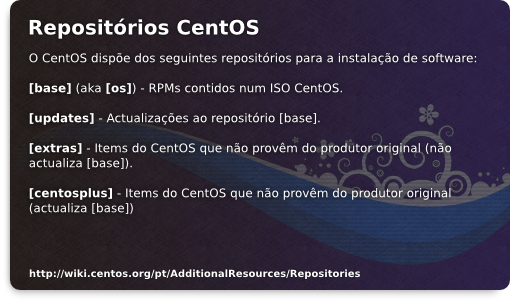 Repositórios CentOS
O CentOS dispõe dos seguintes repositórios para a instalação de software:
[base] (aka [os]) - RPMs contidos num ISO CentOS.
[updates] - Actualizações ao repositório [base].
[extras] - Items do CentOS que não provêm do produtor original (não
actualiza [base]).
[centosplus] - Items do CentOS que não provêm do produtor original
(actualiza [base])
http://wiki.centos.org/pt/AdditionalResources/Repositories